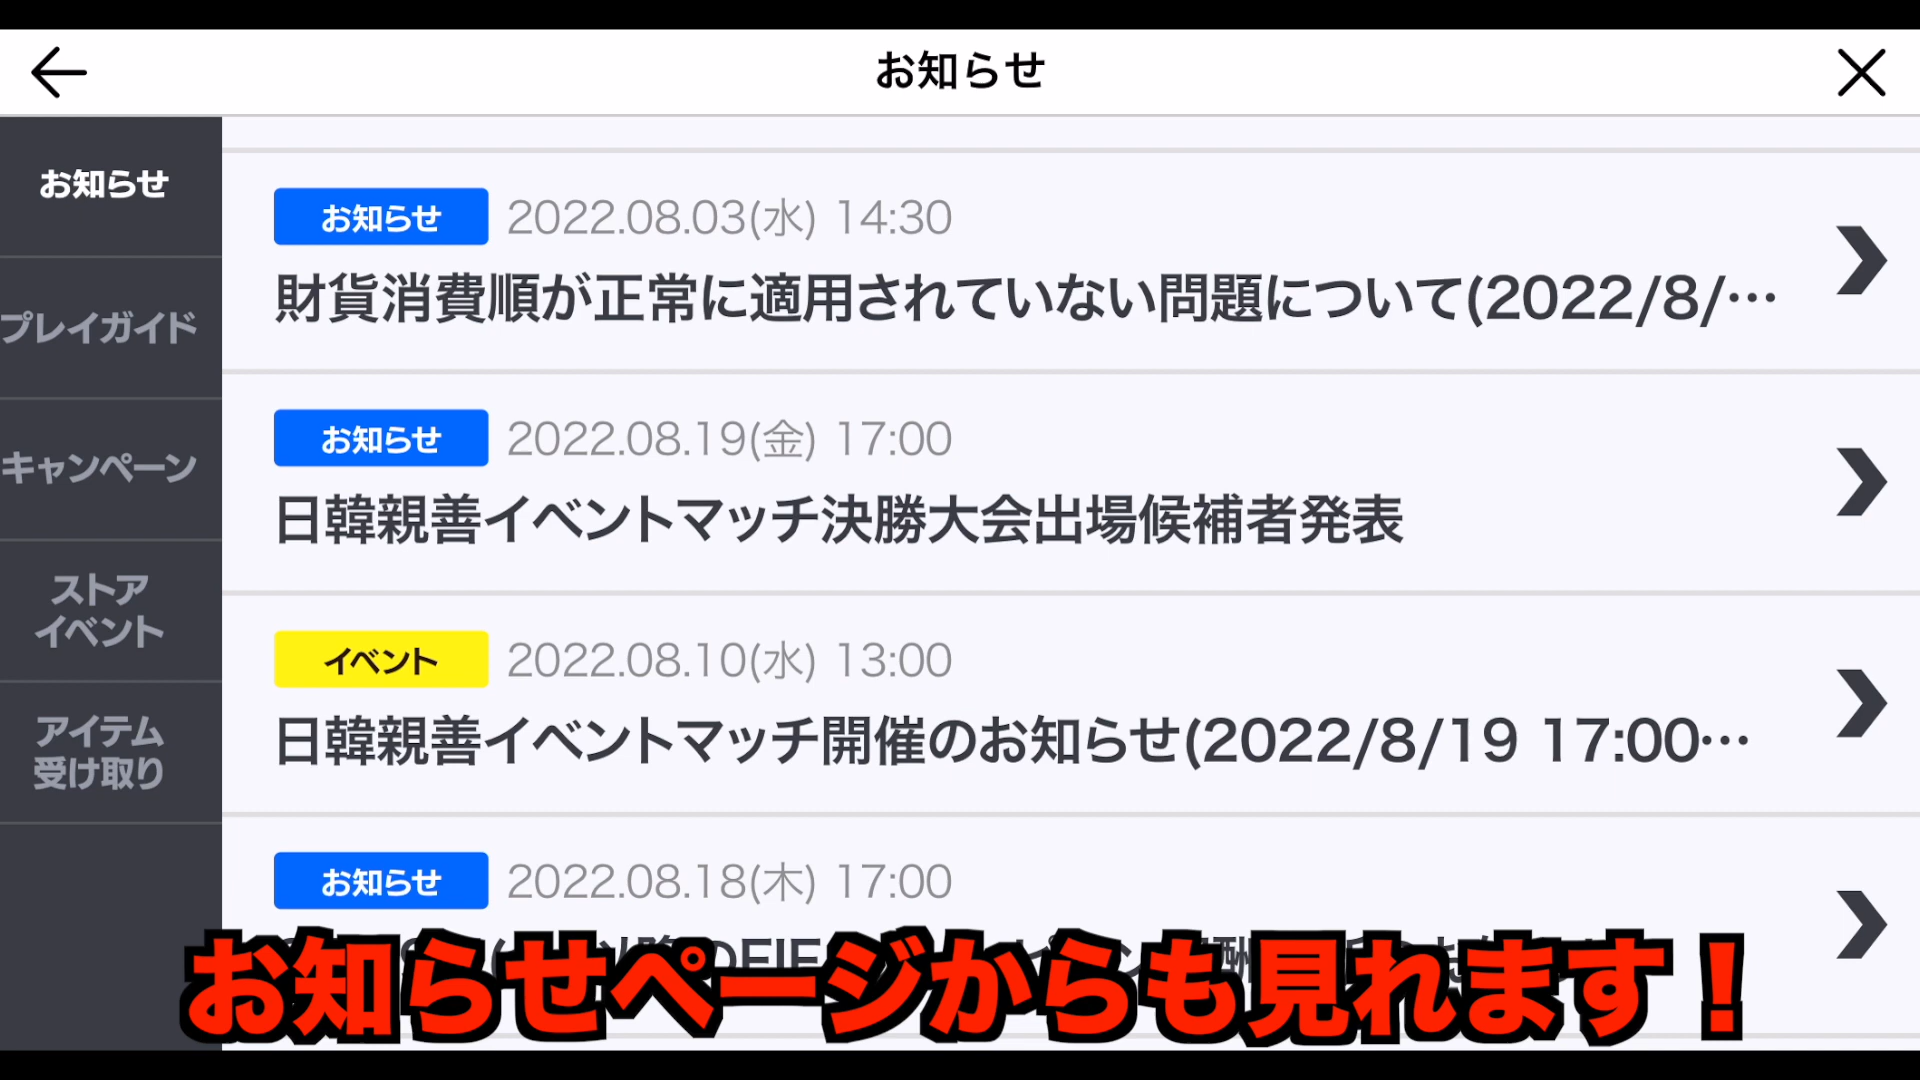 お知らせ
お知らせ
プレイガイド
キャンペーン
ストア
イベント
アイテム
受け取り
お知らせ 2022.08.03(水) 14:30
財貨消費順が正常に適用されていない問題について(2022/8/…
お知らせ 2022.08.19(金) 17:00
日韓親善イベントマッチ決勝大会出場候補者発表
イベント 2022.08.10(水) 13:00
日韓親善イベントマッチ開催のお知らせ(2022/8/19 17:00…
お知らせ 2022.08.18(木) 17:00
お知らせページからも見れます！